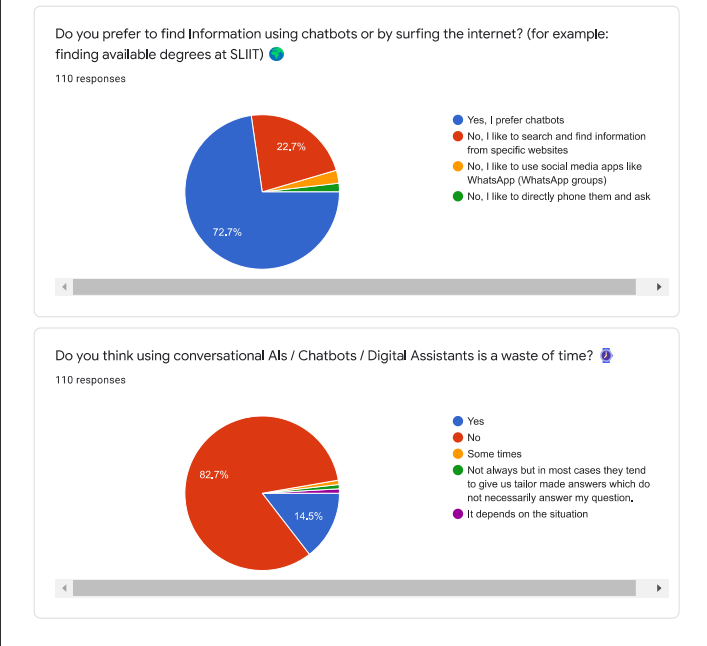 Do you prefer to find Information using chatbots or by surfing the internet? (for example:
finding available degrees at SLIIT)
110 responses
22.7%
72.7%
Yes, I prefer chatbots
No, I like to search and find information
from specific websites
No, I like to use social media apps like
WhatsApp (WhatsApp groups)
No, I like to directly phone them and ask
Do you think using conversational AIs / Chatbots / Digital Assistants is a waste of time?
110 responses
82.7%
14.5%
Yes
No
Some times
Not always but in most cases they tend
to give us tailor made answers which do
not necessarily answer my question.
It depends on the situation